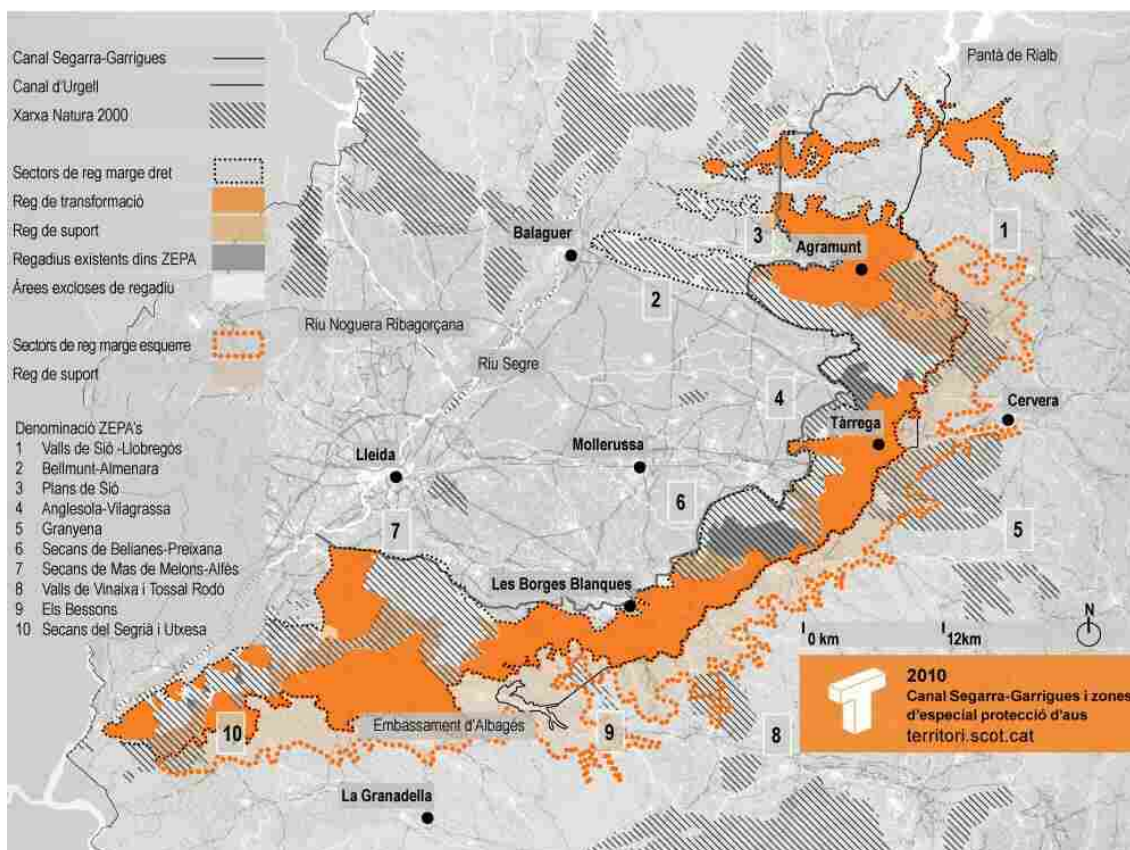 Canal Segarra-Garrigues
Canal d'Urgell
Xarxa Natura 2000
Sectors de reg marge dret
Reg de transformació
Reg de suport
Regadius existents dins ZEPA
Àrees excloses de regadiu
Sectors de reg marge esquerre
Reg de suport
Denominació ZEPA's
1 Valls de Sió -Llobregós
2 Bellmunt-Almenara
3 Plans de Sió
4 Anglesola-Vilagrassa
5 Granyena
6 Secans de Belianes-Preixana
7 Secans de Mas de Melons-Alfès
8 Valls de Vinaixa i Tossal Rodó
9 Els Bessons
10 Secans del Segrià i Utxesa
Pantà de Rialb
1
Balaguer
3
Agramunt
2
Riu Noguera Ribagorçana
Riu Segre
4
Cervera
Tàrrega
Mollerussa
Lleida
6
5
7
Les Borges Blanques
0 km
12km
N
10
Embassament d'Albagés
9
8
La Granadella
T
2010
Canal Segarra-Garrigues i zones
d'especial protecció d'aus
territori.scot.cat